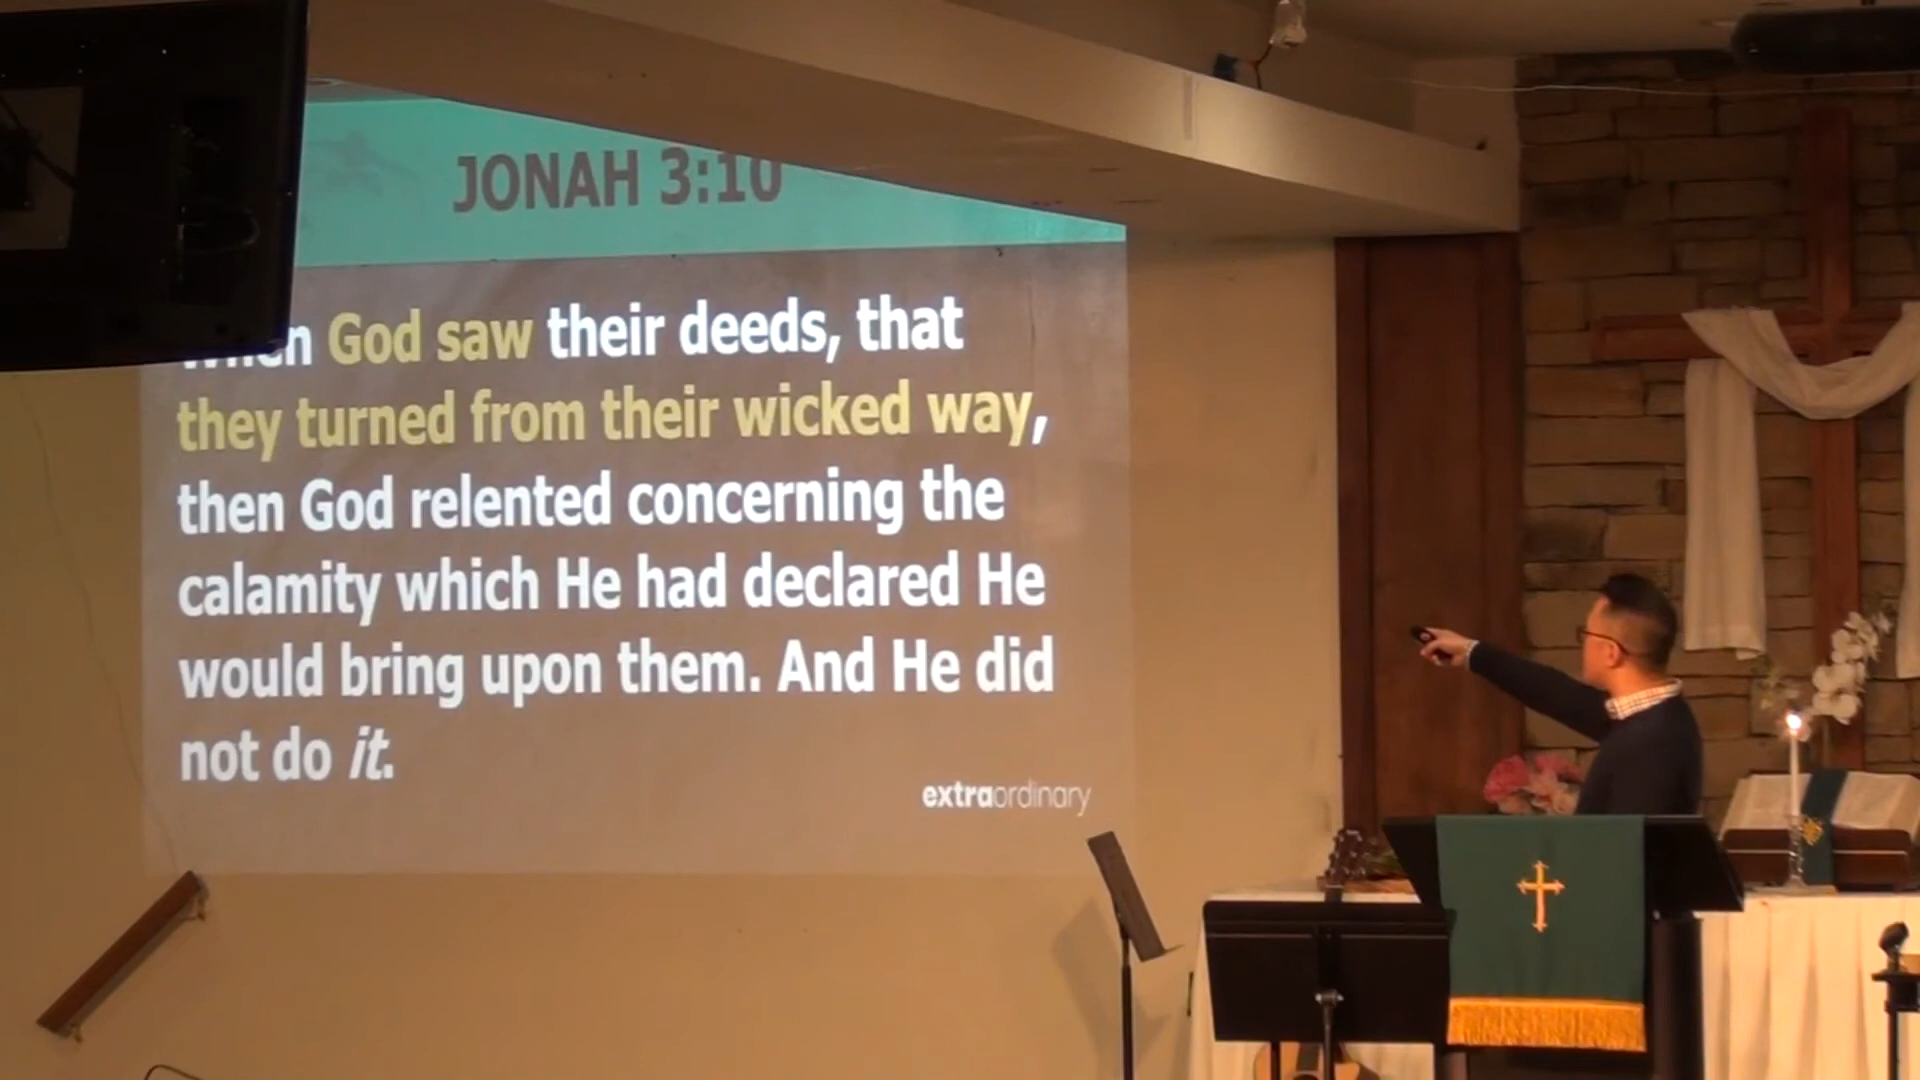 JONAH 3:10
When God saw their deeds, that
they turned from their wicked way,
then God relented concerning the
calamity which He had declared He
would bring upon them. And He did
not do it.
extraordinary